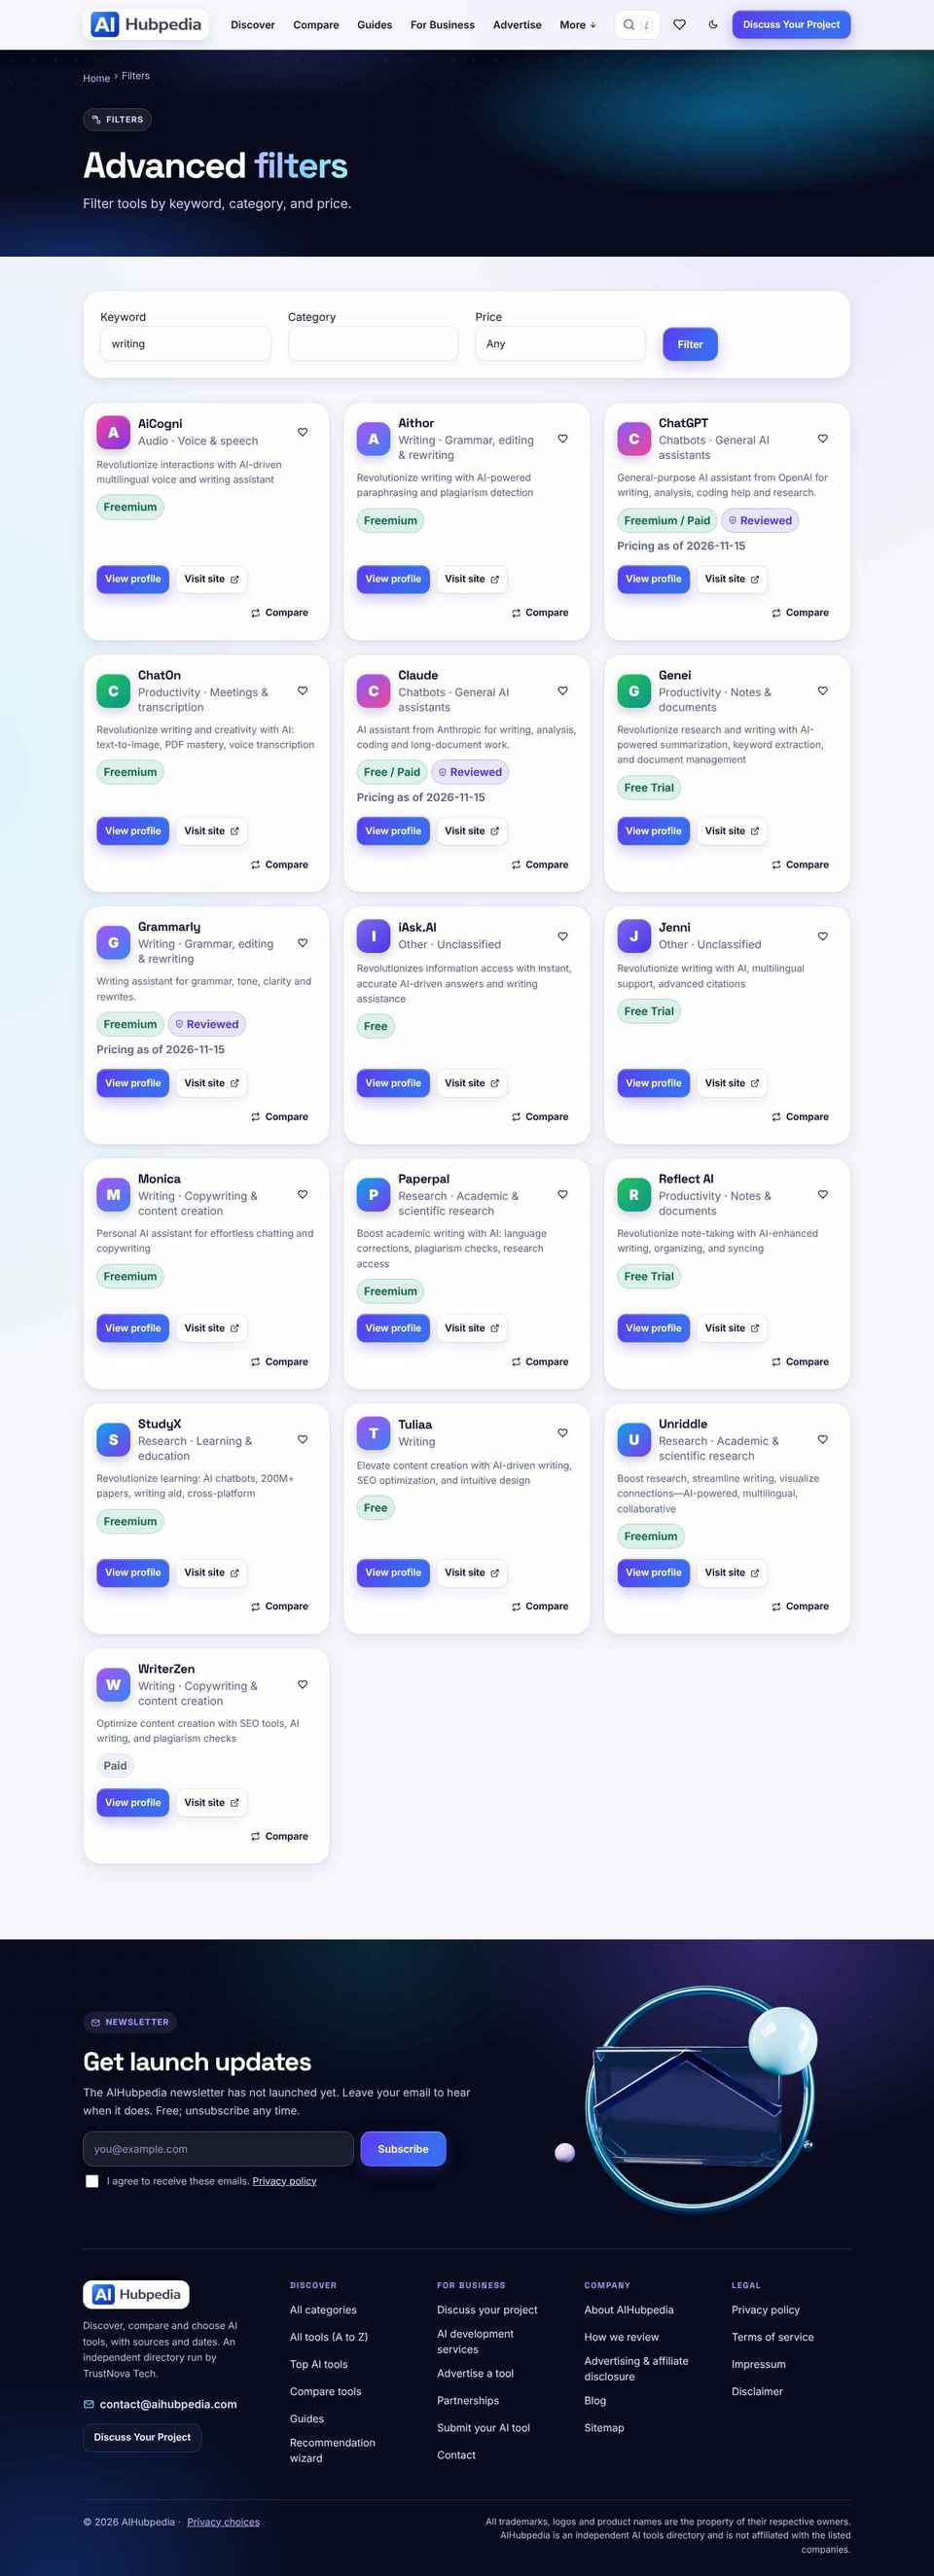 AI Hubpedia
Discover
Compare
Guides
For Business
Advertise
More
/
Discuss Your Project
Home › Filters
FILTERS
Advanced filters
Filter tools by keyword, category, and price.
Keyword
Category
Price
writing
Any
Filter
A
AiCogni
Audio · Voice & speech
Revolutionize interactions with AI-driven
multilingual voice and writing assistant
Freemium
View profile
Visit site
Compare
A
Aithor
Writing · Grammar, editing
& rewriting
Revolutionize writing with AI-powered
paraphrasing and plagiarism detection
Freemium
View profile
Visit site
Compare
C
ChatGPT
Chatbots · General AI
assistants
General-purpose AI assistant from OpenAI for
writing, analysis, coding help and research.
Freemium / Paid
Reviewed
Pricing as of 2026-11-15
View profile
Visit site
Compare
C
ChatOn
Productivity · Meetings &
transcription
Revolutionize writing and creativity with AI:
text-to-image, PDF mastery, voice transcription
Freemium
View profile
Visit site
Compare
C
Claude
Chatbots · General AI
assistants
AI assistant from Anthropic for writing, analysis,
coding and long-document work.
Free / Paid
Reviewed
Pricing as of 2026-11-15
View profile
Visit site
Compare
G
Genei
Productivity · Notes &
documents
Revolutionize research and writing with AI-
powered summarization, keyword extraction,
and document management
Free Trial
View profile
Visit site
Compare
G
Grammarly
Writing · Grammar, editing
& rewriting
Writing assistant for grammar, tone, clarity and
rewrites.
Freemium
Reviewed
Pricing as of 2026-11-15
View profile
Visit site
Compare
I
iAsk.AI
Other · Unclassified
Revolutionizes information access with instant,
accurate AI-driven answers and writing
assistance
Free
View profile
Visit site
Compare
J
Jenni
Other · Unclassified
Revolutionize writing with AI, multilingual
support, advanced citations
Free Trial
View profile
Visit site
Compare
M
Monica
Writing · Copywriting &
content creation
Personal AI assistant for effortless chatting and
copywriting
Freemium
View profile
Visit site
Compare
P
Paperpal
Research · Academic &
scientific research
Boost academic writing with AI: language
corrections, plagiarism checks, research
access
Freemium
View profile
Visit site
Compare
R
Reflect AI
Productivity · Notes &
documents
Revolutionize note-taking with AI-enhanced
writing, organizing, and syncing
Free Trial
View profile
Visit site
Compare
S
StudyX
Research · Learning &
education
Revolutionize learning: AI chatbots, 200M+
papers, writing aid, cross-platform
Freemium
View profile
Visit site
Compare
T
Tuliaa
Writing
Elevate content creation with AI-driven writing,
SEO optimization, and intuitive design
Free
View profile
Visit site
Compare
U
Unriddle
Research · Academic &
scientific research
Boost research, streamline writing, visualize
connections—AI-powered, multilingual,
collaborative
Freemium
View profile
Visit site
Compare
W
WriterZen
Writing · Copywriting &
content creation
Optimize content creation with SEO tools, AI
writing, and plagiarism checks
Paid
View profile
Visit site
Compare
NEWSLETTER
Get launch updates
The AIHubpedia newsletter has not launched yet. Leave your email to hear
when it does. Free; unsubscribe any time.
you@example.com
Subscribe
I agree to receive these emails. Privacy policy
AI Hubpedia
Discover, compare and choose AI
tools, with sources and dates. An
independent directory run by
TrustNova Tech.
contact@aihubpedia.com
Discuss Your Project
DISCOVER
All categories
All tools (A to Z)
Top AI tools
Compare tools
Guides
Recommendation
wizard
FOR BUSINESS
Discuss your project
AI development
services
Advertise a tool
Partnerships
Submit your AI tool
Contact
COMPANY
About AIHubpedia
How we review
Advertising & affiliate
disclosure
Blog
Sitemap
LEGAL
Privacy policy
Terms of service
Impressum
Disclaimer
© 2026 AIHubpedia · Privacy choices
All trademarks, logos and product names are the property of their respective owners.
AIHubpedia is an independent AI tools directory and is not affiliated with the listed
companies.